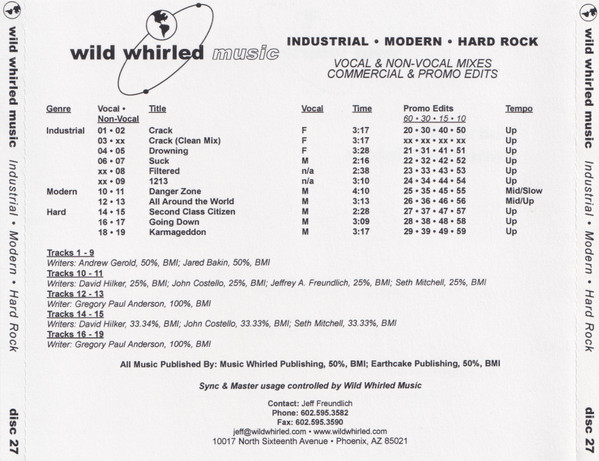 wild whirled music
INDUSTRIAL • MODERN • HARD ROCK
VOCAL & NON-VOCAL MIXES
COMMERCIAL & PROMO EDITS
Genre Vocal • Non-Vocal Title Vocal Time Promo Edits 60 • 30 • 15 • 10 Tempo
Industrial 01 • 02 Crack F 3:17 20 • 30 • 40 • 50 Up
03 • xx Crack (Clean Mix) F 3:17 xx • xx • xx • xx Up
04 • 05 Drowning F 3:28 21 • 31 • 41 • 51 Up
06 • 07 Suck M 2:16 22 • 32 • 42 • 52 Up
xx • 08 Filtered n/a 2:38 23 • 33 • 43 • 53 Up
xx • 09 1213 n/a 3:10 24 • 34 • 44 • 54 Up
Modern 10 • 11 Danger Zone M 4:10 25 • 35 • 45 • 55 Mid/Slow
12 • 13 All Around the World M 3:13 26 • 36 • 46 • 56 Mid/Up
Hard 14 • 15 Second Class Citizen M 2:28 27 • 37 • 47 • 57 Up
16 • 17 Going Down M 3:09 28 • 38 • 48 • 58 Up
18 • 19 Karmageddon M 3:17 29 • 39 • 49 • 59 Up
Tracks 1 - 9
Writers: Andrew Gerold, 50%, BMI; Jared Bakin, 50%, BMI
Tracks 10 - 11
Writers: David Hilker, 25%, BMI; John Costello, 25%, BMI; Jeffrey A. Freundlich, 25%, BMI; Seth Mitchell, 25%, BMI
Tracks 12 - 13
Writer: Gregory Paul Anderson, 100%, BMI
Tracks 14 - 15
Writers: David Hilker, 33.34%, BMI; John Costello, 33.33%, BMI; Seth Mitchell, 33.33%, BMI
Tracks 16 - 19
Writer: Gregory Paul Anderson, 100%, BMI
All Music Published By: Music Whirled Publishing, 50%, BMI; Earthcake Publishing, 50%, BMI
Sync & Master usage controlled by Wild Whirled Music
Contact: Jeff Freundlich
Phone: 602.595.3582
Fax: 602.595.3590
jeff@wildwhirled.com • www.wildwhirled.com
10017 North Sixteenth Avenue • Phoenix, AZ 85021
wild whirled music Industrial • Modern • Hard Rock disc 27
wild whirled music Industrial • Modern • Hard Rock disc 27